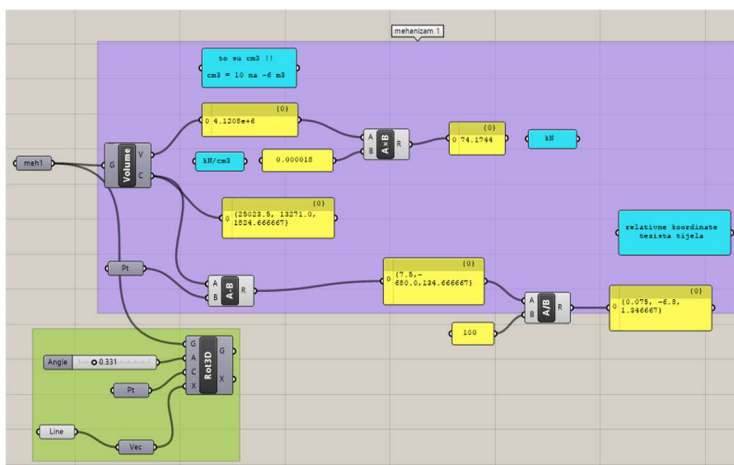 mehanizam 1
to su cm3 !!
cm3 = 10 na -6 m3
{0}
0 4.1208e+6
meh1
G
Volume
V
C
kN/cm3
0.000018
A
B
A×B
R
{0}
0 74.1744
kN
{0}
0 {25023.5, 13271.0,
1824.666667}
relativne koordinate
tezista tijela
Pt
A
B
A-B
R
{0}
0 {7.5,-
680.0,134.666667}
100
A
B
A/B
R
{0}
0 {0.075, -6.8,
1.346667}
Angle
0.331
Pt
Line
Vec
G
A
C
X
Rot3D
G
X